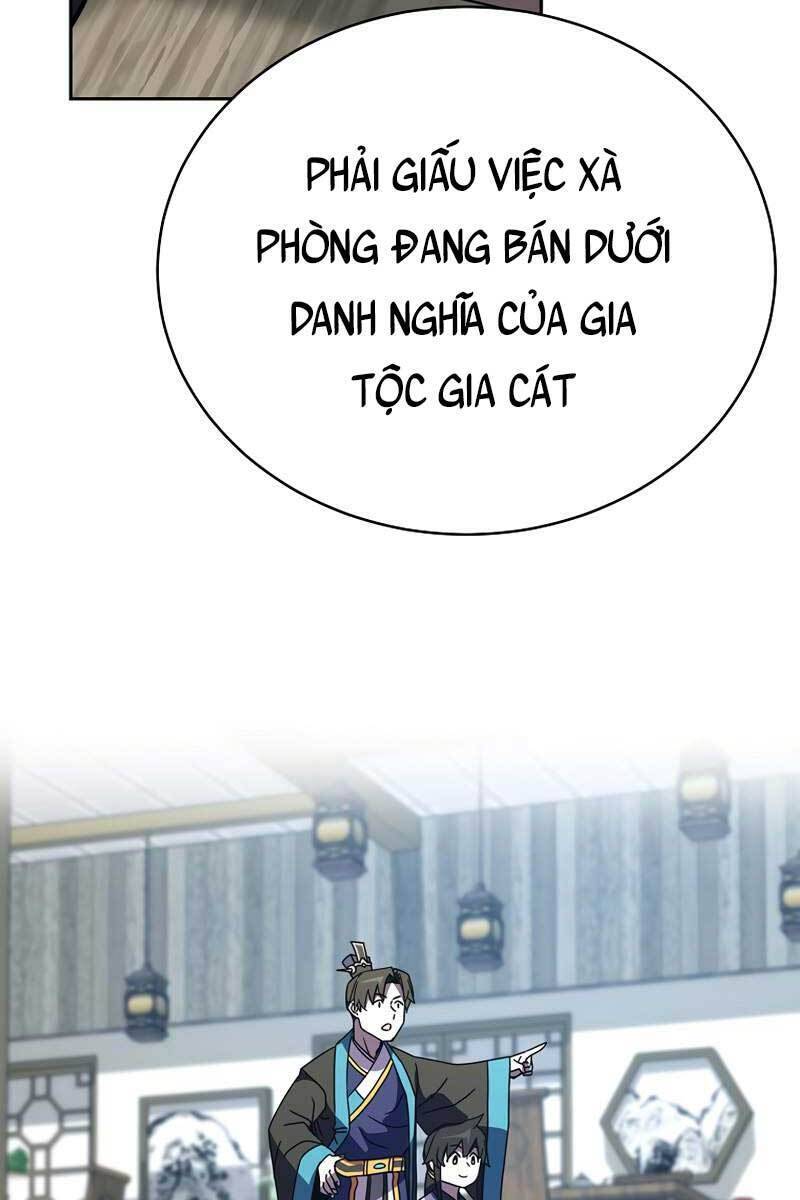 PHẢI GIẤU VIỆC XÀ
PHÒNG ĐANG BÁN DƯỚI
DANH NGHĨA CỦA GIA
TỘC GIA CÁT